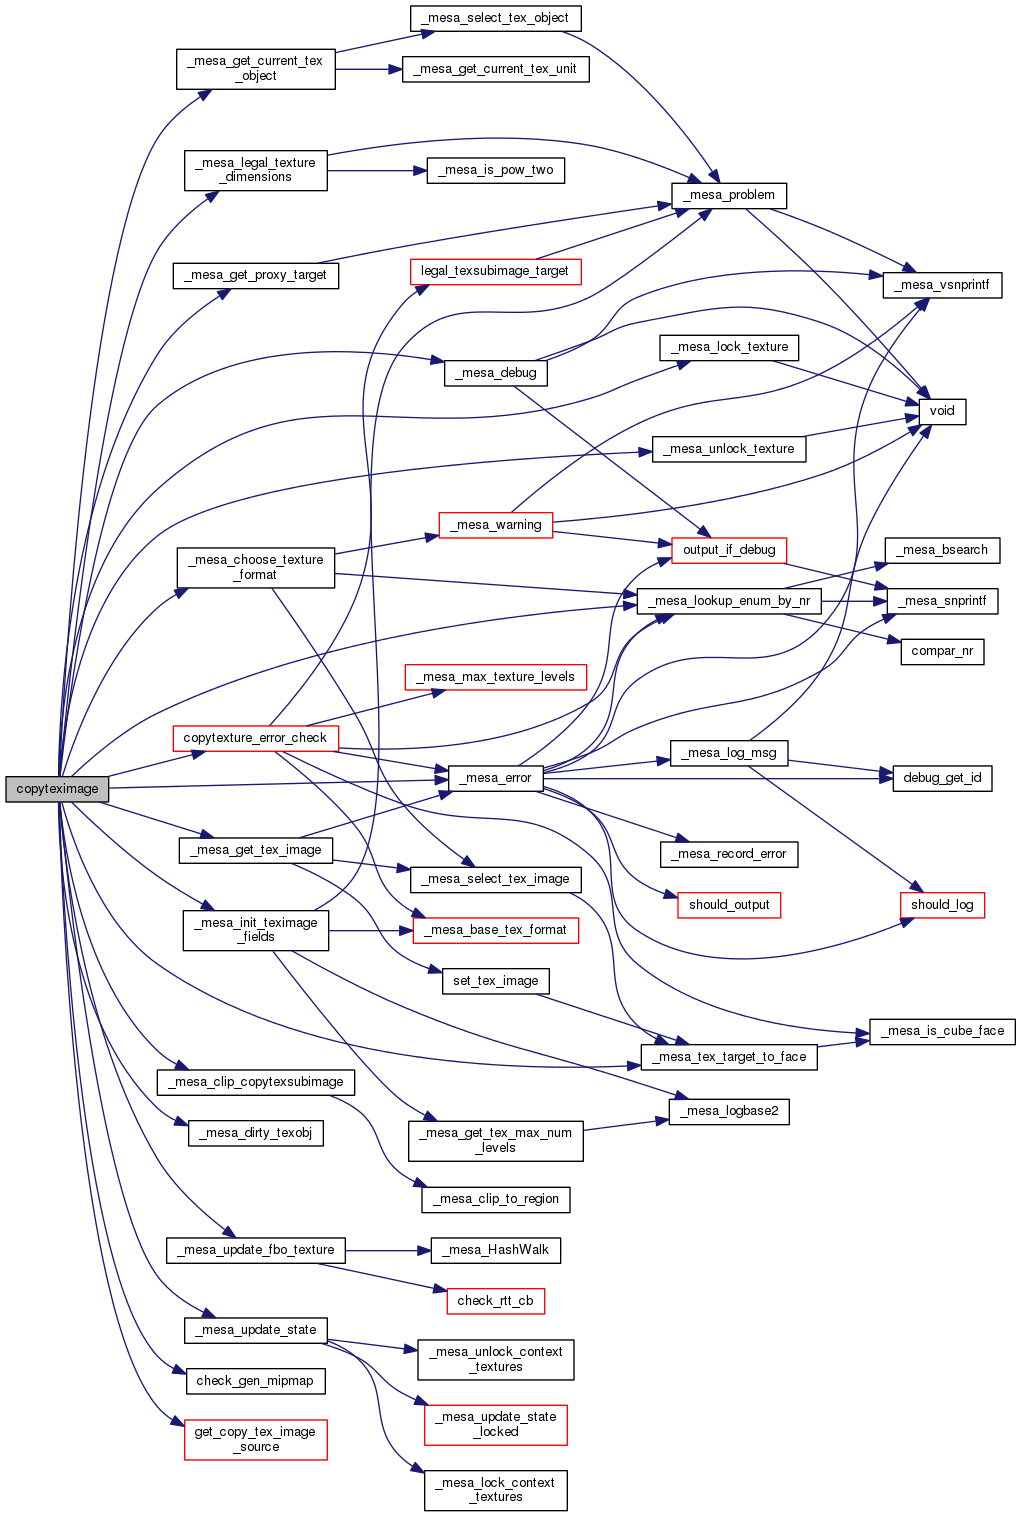 _mesa_select_tex_object
_mesa_get_current_tex
_object
_mesa_get_current_tex_unit
_mesa_legal_texture
_dimensions
_mesa_is_pow_two
_mesa_problem
_mesa_get_proxy_target
legal_texsubimage_target
_mesa_vsnprintf
_mesa_lock_texture
_mesa_debug
void
_mesa_unlock_texture
_mesa_warning
_mesa_choose_texture
_format
output_if_debug
_mesa_bsearch
_mesa_lookup_enum_by_nr
_mesa_snprintf
compar_nr
_mesa_max_texture_levels
copytexture_error_check
_mesa_log_msg
copyteximage
_mesa_error
debug_get_id
_mesa_get_tex_image
_mesa_record_error
_mesa_select_tex_image
should_output
should_log
_mesa_init_teximage
_fields
_mesa_base_tex_format
set_tex_image
_mesa_is_cube_face
_mesa_tex_target_to_face
_mesa_clip_copytexsubimage
_mesa_logbase2
_mesa_dirty_texobj
_mesa_get_tex_max_num
_levels
_mesa_clip_to_region
_mesa_update_fbo_texture
_mesa_HashWalk
check_rtt_cb
_mesa_update_state
_mesa_unlock_context
_textures
check_gen_mipmap
_mesa_update_state
_locked
get_copy_tex_image
_source
_mesa_lock_context
_textures